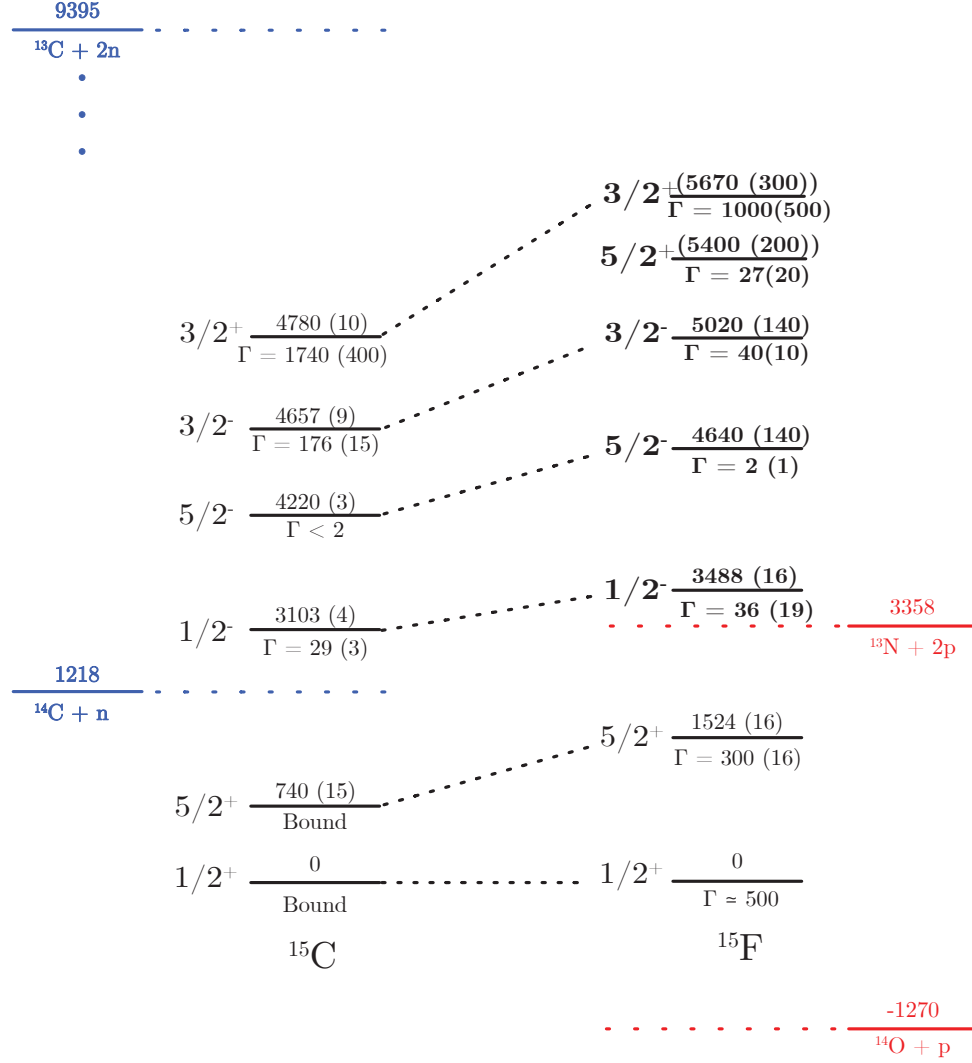 9395
¹³C + 2n
3/2⁺ (5670 (300))
Γ = 1000(500)
5/2⁺ (5400 (200))
Γ = 27(20)
3/2⁺ 4780 (10)
Γ = 1740 (400)
3/2⁻ 5020 (140)
Γ = 40(10)
3/2⁻ 4657 (9)
Γ = 176 (15)
5/2⁻ 4640 (140)
Γ = 2 (1)
5/2⁻ 4220 (3)
Γ < 2
1/2⁻ 3488 (16)
Γ = 36 (19)
3358
¹³N + 2p
1/2⁻ 3103 (4)
Γ = 29 (3)
1218
¹⁴C + n
5/2⁺ 1524 (16)
Γ = 300 (16)
5/2⁺ 740 (15)
Bound
1/2⁺ 0
Bound
1/2⁺ 0
Γ ≃ 500
¹⁵C
¹⁵F
-1270
¹⁴O + p